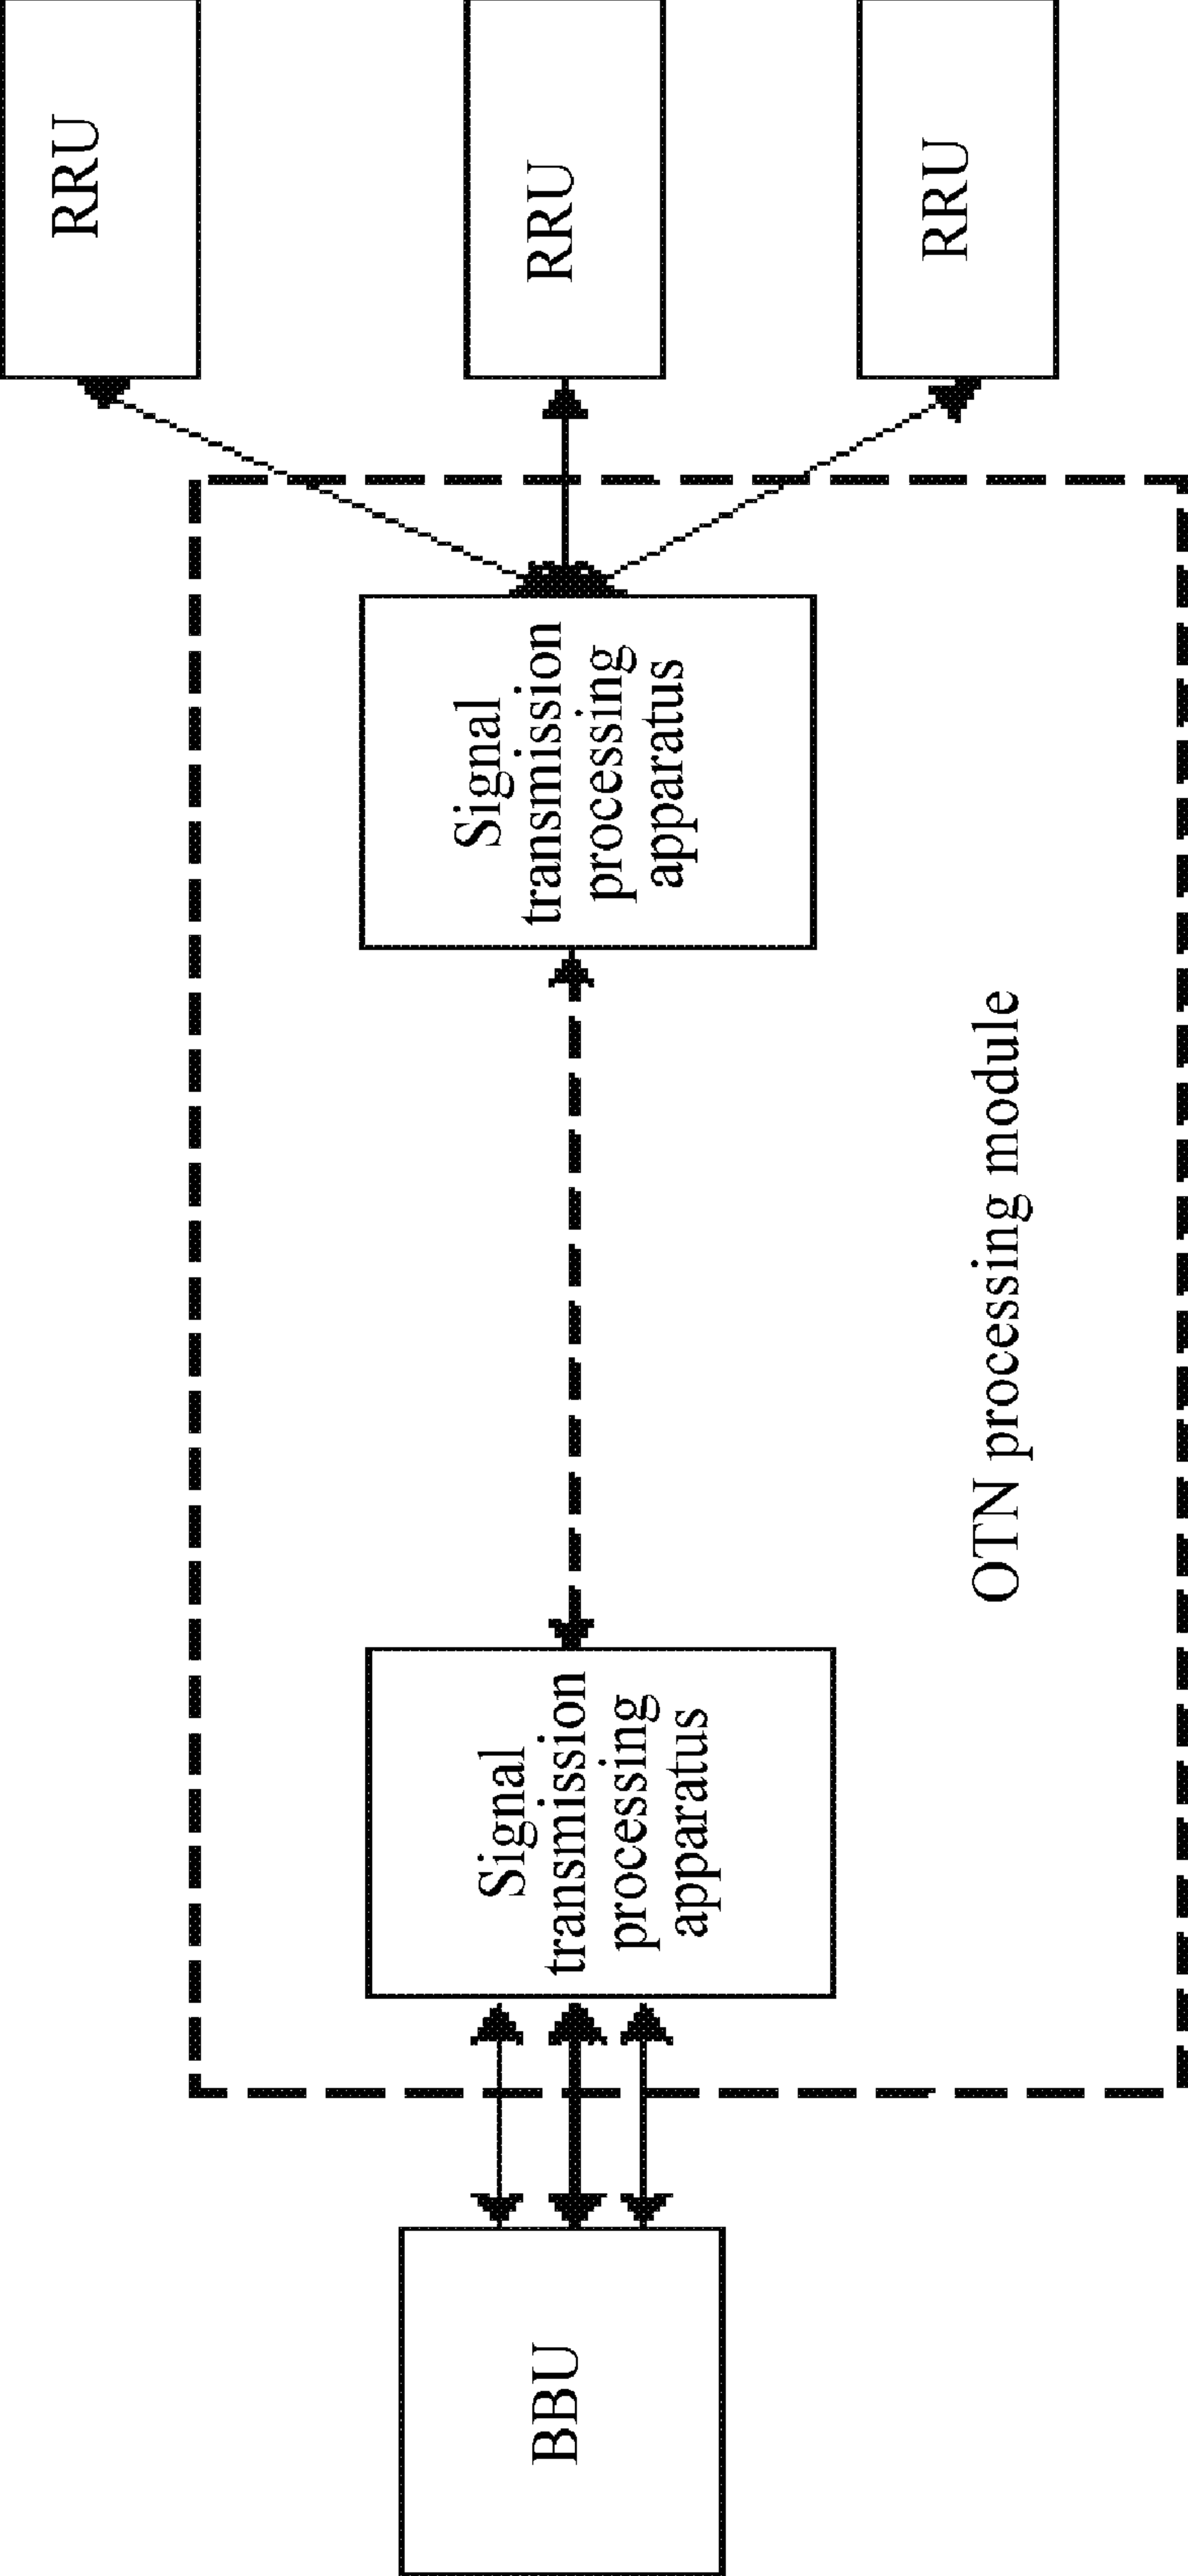 BBU
Signal
transmission
processing
apparatus
OTN processing module
Signal
transmission
processing
apparatus
RRU
RRU
RRU